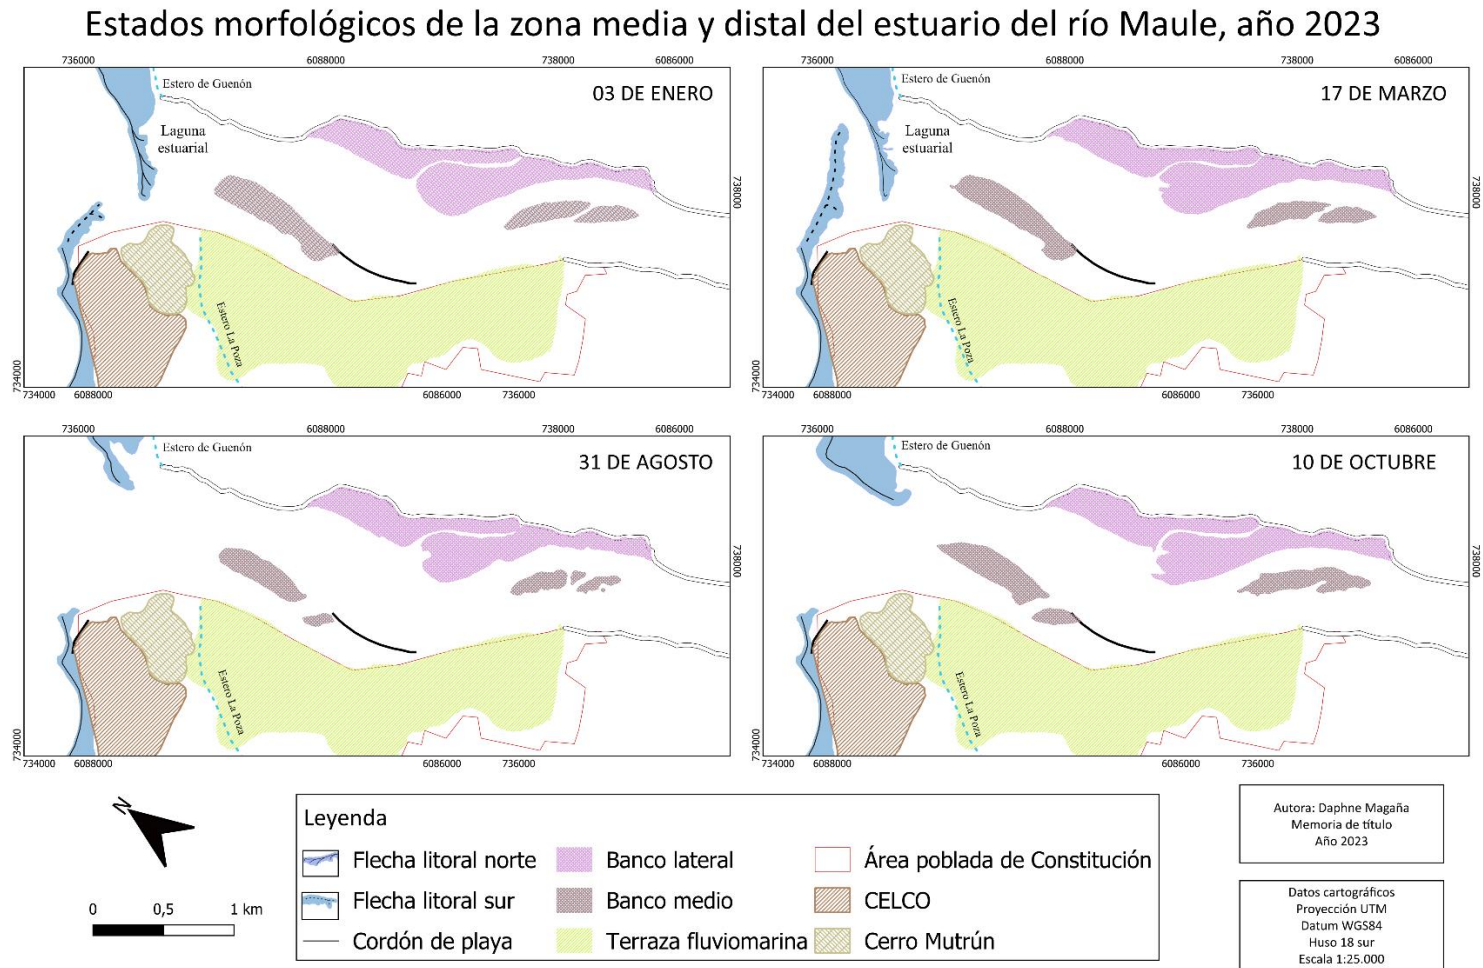 Estados morfológicos de la zona media y distal del estuario del río Maule, año 2023
736000
6088000
738000
6086000
Estero de Guenón
03 DE ENERO
Laguna
estuarial
738000
Estero La Poza
734000
734000
6088000
6086000
736000
736000
6088000
738000
6086000
Estero de Guenón
17 DE MARZO
Laguna
estuarial
738000
Estero La Poza
734000
734000
6088000
6086000
736000
736000
6088000
738000
6086000
Estero de Guenón
31 DE AGOSTO
738000
Estero La Poza
734000
734000
6088000
6086000
736000
736000
6088000
738000
6086000
Estero de Guenón
10 DE OCTUBRE
738000
Estero La Poza
734000
734000
6088000
6086000
736000
N
0 0,5 1 km
Leyenda
Flecha litoral norte
Flecha litoral sur
Cordón de playa
Banco lateral
Banco medio
Terraza fluviomarina
Área poblada de Constitución
CELCO
Cerro Mutrún
Autora: Daphne Magaña
Memoria de título
Año 2023
Datos cartográficos
Proyección UTM
Datum WGS84
Huso 18 sur
Escala 1:25.000